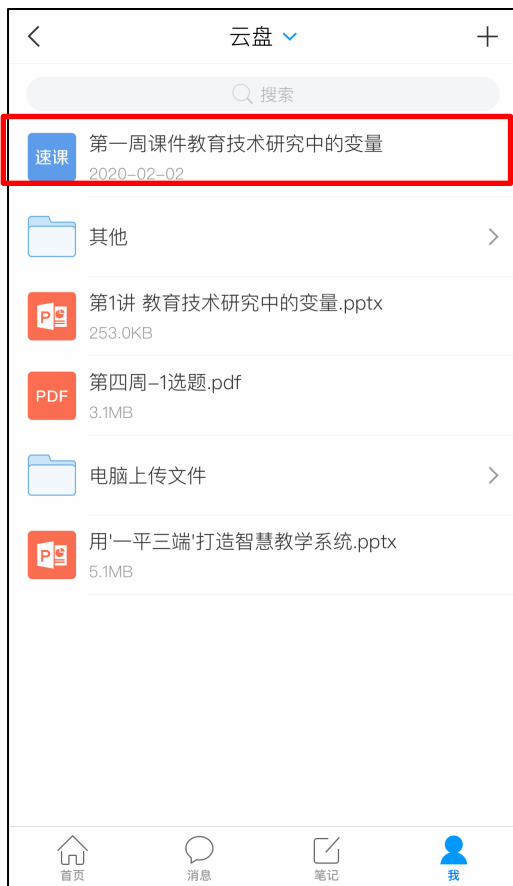 云盘
搜索
速课
第一周课件教育技术研究中的变量
2020-02-02
其他
P
第1讲 教育技术研究中的变量.pptx
253.0KB
PDF
第四周-1选题.pdf
3.1MB
电脑上传文件
P
用'一平三端'打造智慧教学系统.pptx
5.1MB
首页
消息
笔记
我